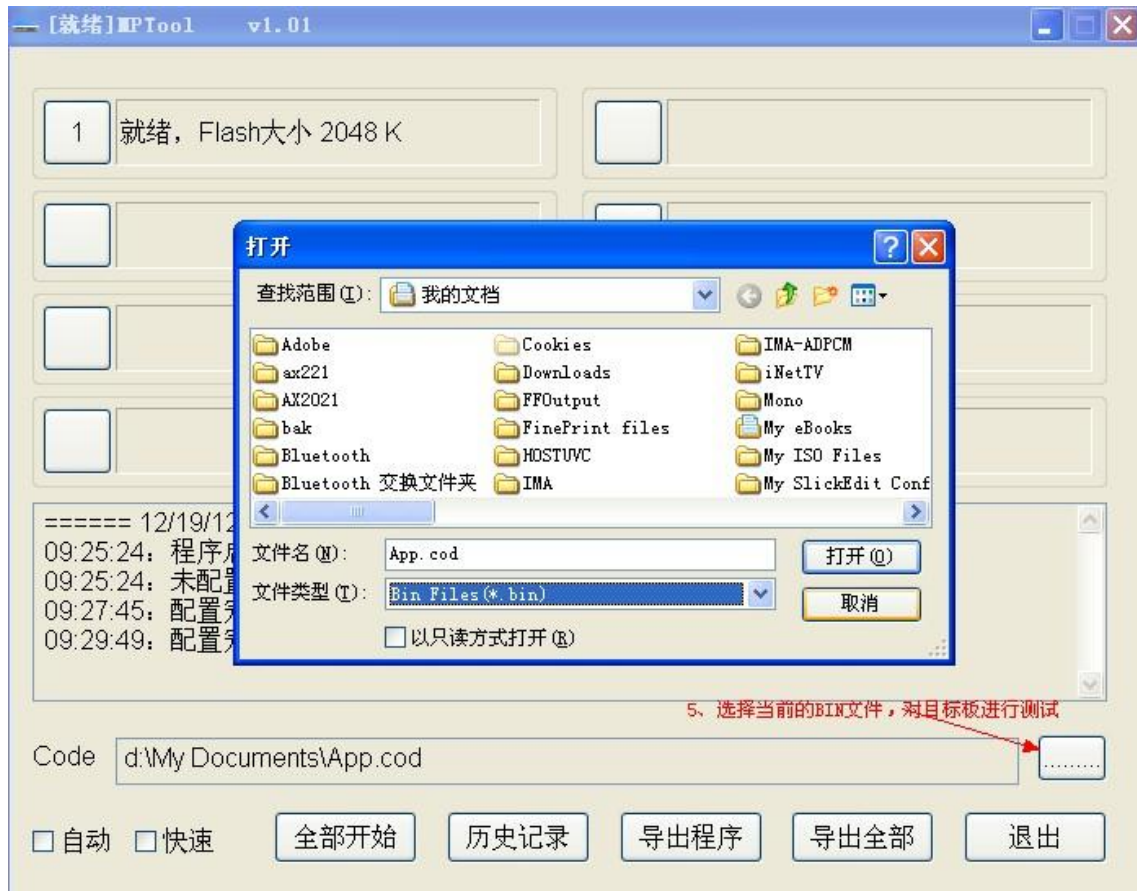 [就绪]MPTool v1.01
1 就绪，Flash大小 2048 K
打开
查找范围(I): 我的文档
Adobe Cookies IMA-ADPCM
ax221 Downloads iNetTV
AX2021 FFOutput Mono
bak FinePrint files My eBooks
Bluetooth HOSTUVC My ISO Files
Bluetooth 交换文件夹 IMA My SlickEdit Conf
文件名(N): App.cod 打开(O)
文件类型(T): Bin Files(*.bin) 取消
以只读方式打开(R)
====== 12/19/12
09:25:24：程序
09:25:24：未配
09:27:45：配置
09:29:49：配置
5、选择当前的BIN文件，对目标板进行测试
Code d:\My Documents\App.cod .........
自动 快速 全部开始 历史记录 导出程序 导出全部 退出